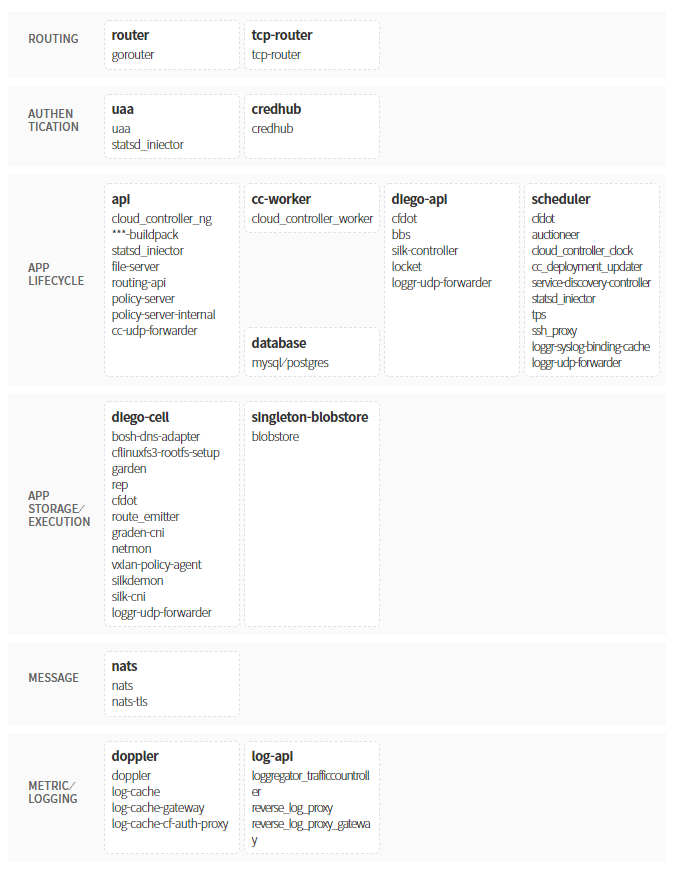 ROUTING
router
gorouter
tcp-router
tcp-router
AUTHEN
TICATION
uaa
uaa
statsd_iniector
credhub
credhub
APP
LIFECYCLE
api
cloud_controller_ng
***-buildpack
statsd_injector
file-server
routing-api
policy-server
policy-server-internal
cc-udp-forwarder
cc-worker
cloud_controller_worker
database
mysql/postgres
diego-api
cfdot
bbs
silk-controller
locket
loggr-udp-forwarder
scheduler
cfdot
auctioneer
cloud_controller_clock
cc_deployment_updater
service-discovery-controller
statsd_injector
tps
ssh_proxy
loggr-syslog-binding-cache
loggr-udp-forwarder
APP
STORAGE/
EXECUTION
diego-cell
bosh-dns-adapter
cflinuxfs3-rootfs-setup
garden
rep
cfdot
route_emitter
graden-cni
netmon
vxlan-policy-agent
silkdemon
silk-cni
loggr-udp-forwarder
singleton-blobstore
blobstore
MESSAGE
nats
nats
nats-tls
METRIC/
LOGGING
doppler
doppler
log-cache
log-cache-gateway
log-cache-cf-auth-proxy
log-api
loggregator_trafficcountroll
er
reverse_log_proxy
reverse_log_proxy_gatewa
y